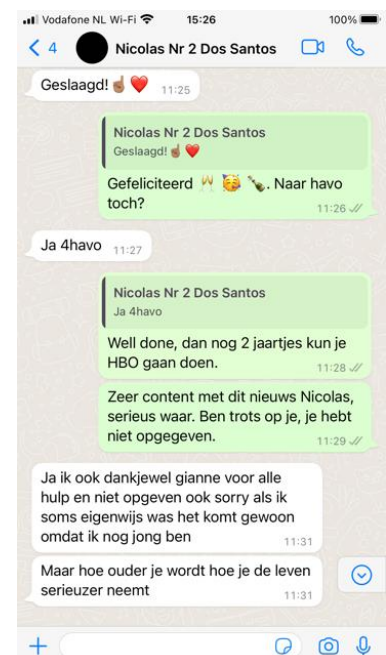 Vodafone NL Wi-Fi 15:26 100%
4 Nicolas Nr 2 Dos Santos
Geslaagd!☝🏽❤️ 11:25
Nicolas Nr 2 Dos Santos
Geslaagd!☝🏽❤️
Gefeliciteerd 🥂 🥳 🍾. Naar havo
toch? 11:26
Ja 4havo 11:27
Nicolas Nr 2 Dos Santos
Ja 4havo
Well done, dan nog 2 jaartjes kun je
HBO gaan doen. 11:28
Zeer content met dit nieuws Nicolas,
serieus waar. Ben trots op je, je hebt
niet opgegeven. 11:29
Ja ik ook dankjewel gianne voor alle
hulp en niet opgeven ook sorry als ik
soms eigenwijs was het komt gewoon
omdat ik nog jong ben 11:31
Maar hoe ouder je wordt hoe je de leven
serieuzer neemt 11:31